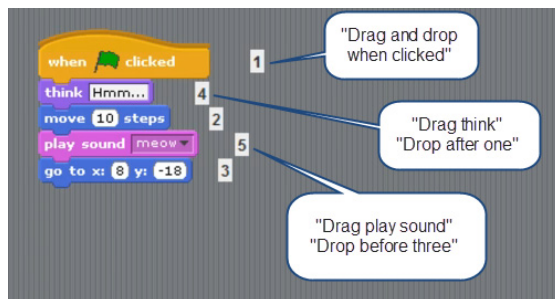 when clicked 1
think Hmm... 4
move 10 steps 2
play sound meow 5
go to x: 8 y: -18 3
"Drag and drop
when clicked"
"Drag think"
"Drop after one"
"Drag play sound"
"Drop before three"